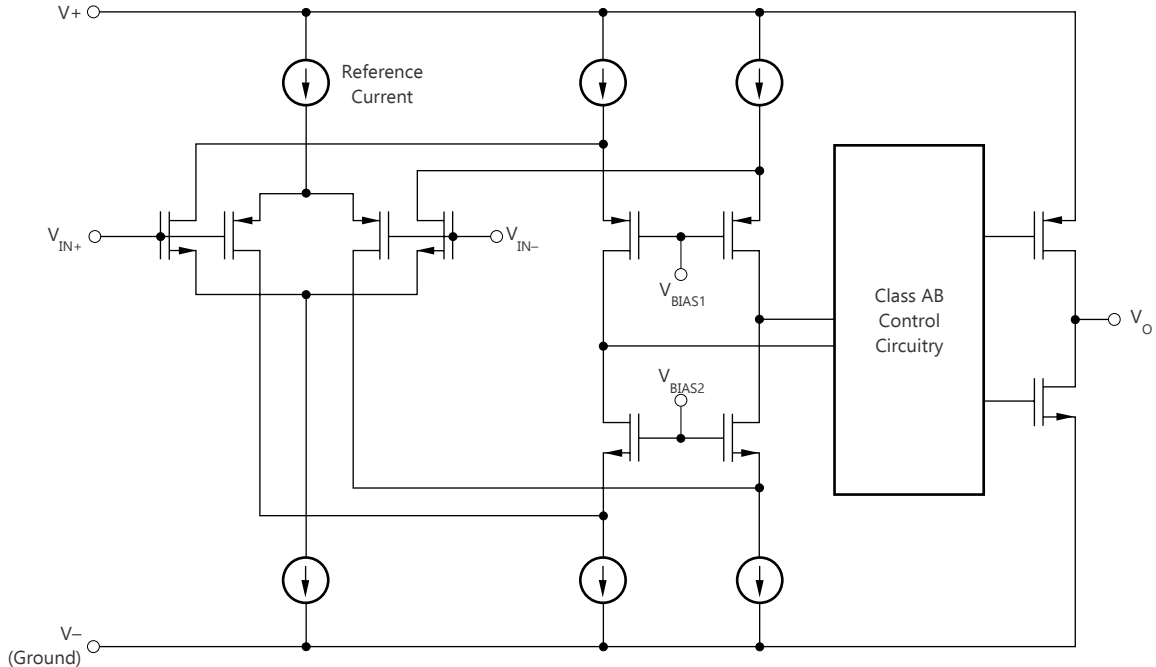 V+
Reference
Current
V_IN+
V_IN–
V_BIAS1
Class AB
Control
Circuitry
V_O
V_BIAS2
V–
(Ground)